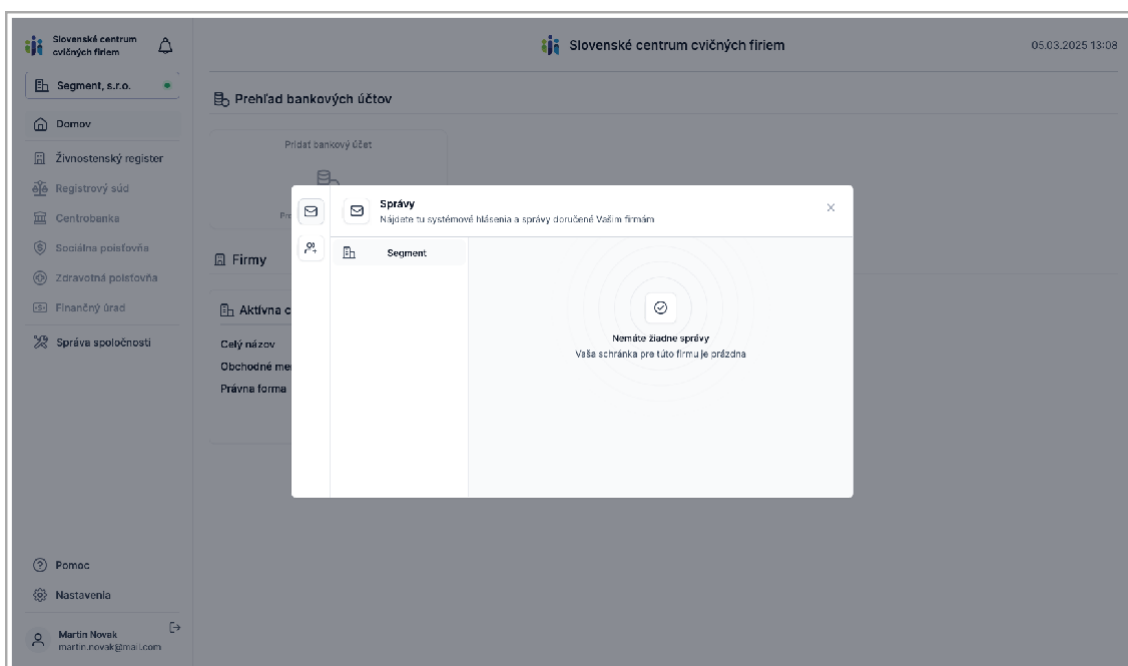 Slovenské centrum
cvičných firiem
Slovenské centrum cvičných firiem
05.03.2025 13:08
Segment, s.r.o.
Prehľad bankových účtov
Domov
Pridať bankový účet
Živnostenský register
Registrový súd
Centrobanka
Sociálna poisťovňa
Zdravotná poisťovňa
Finančný úrad
Správa spoločnosti
Správy
Nájdete tu systémové hlásenia a správy doručené Vašim firmám
Segment
Nemáte žiadne správy
Vaša schránka pre túto firmu je prázdna
Firmy
Aktívna c
Celý názov
Obchodné me
Právna forma
Pomoc
Nastavenia
Martin Novak
martin.novak@mail.com